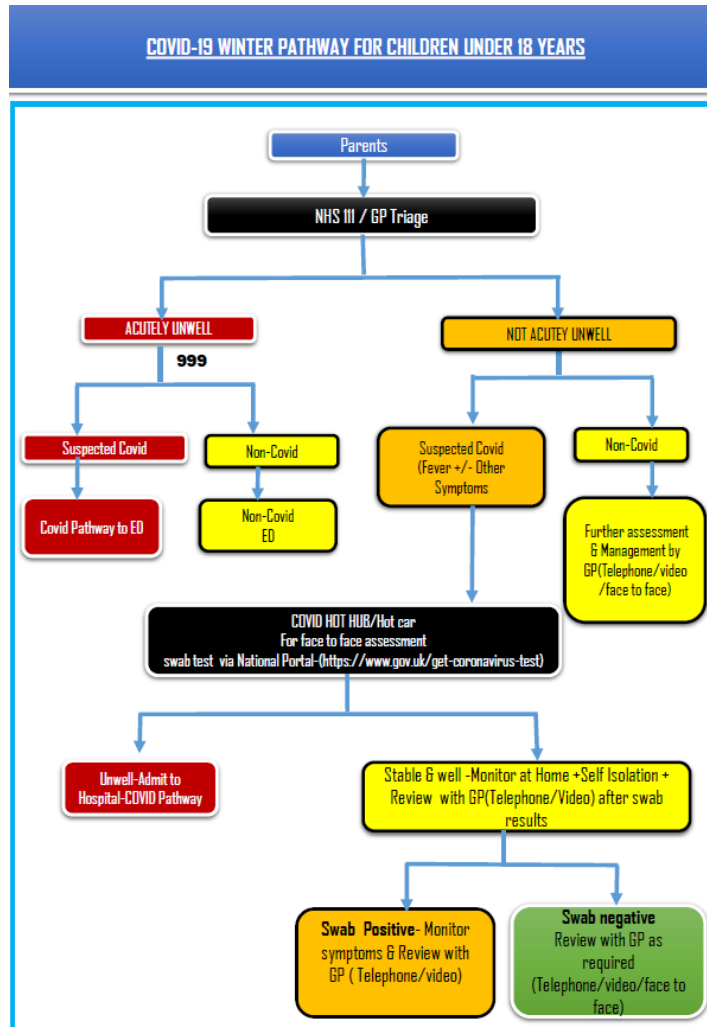 COVID-19 WINTER PATHWAY FOR CHILDREN UNDER 18 YEARS
Parents
NHS 111 / GP Triage
ACUTELY UNWELL
NOT ACUTEY UNWELL
999
Suspected Covid
Non-Covid
Suspected Covid
(Fever +/- Other
Symptoms
Non-Covid
Covid Pathway to ED
Non-Covid
ED
Further assessment
& Management by
GP(Telephone/video
/face to face)
COVID HOT HUB/Hot car
For face to face assessment
swab test via National Portal-(https://www.gov.uk/get-coronavirus-test)
Unwell-Admit to
Hospital-COVID Pathway
Stable & well -Monitor at Home +Self Isolation +
Review with GP(Telephone/Video) after swab
results
Swab Positive- Monitor
symptoms & Review with
GP ( Telephone/video)
Swab negative
Review with GP as
required
(Telephone/video/face to
face)